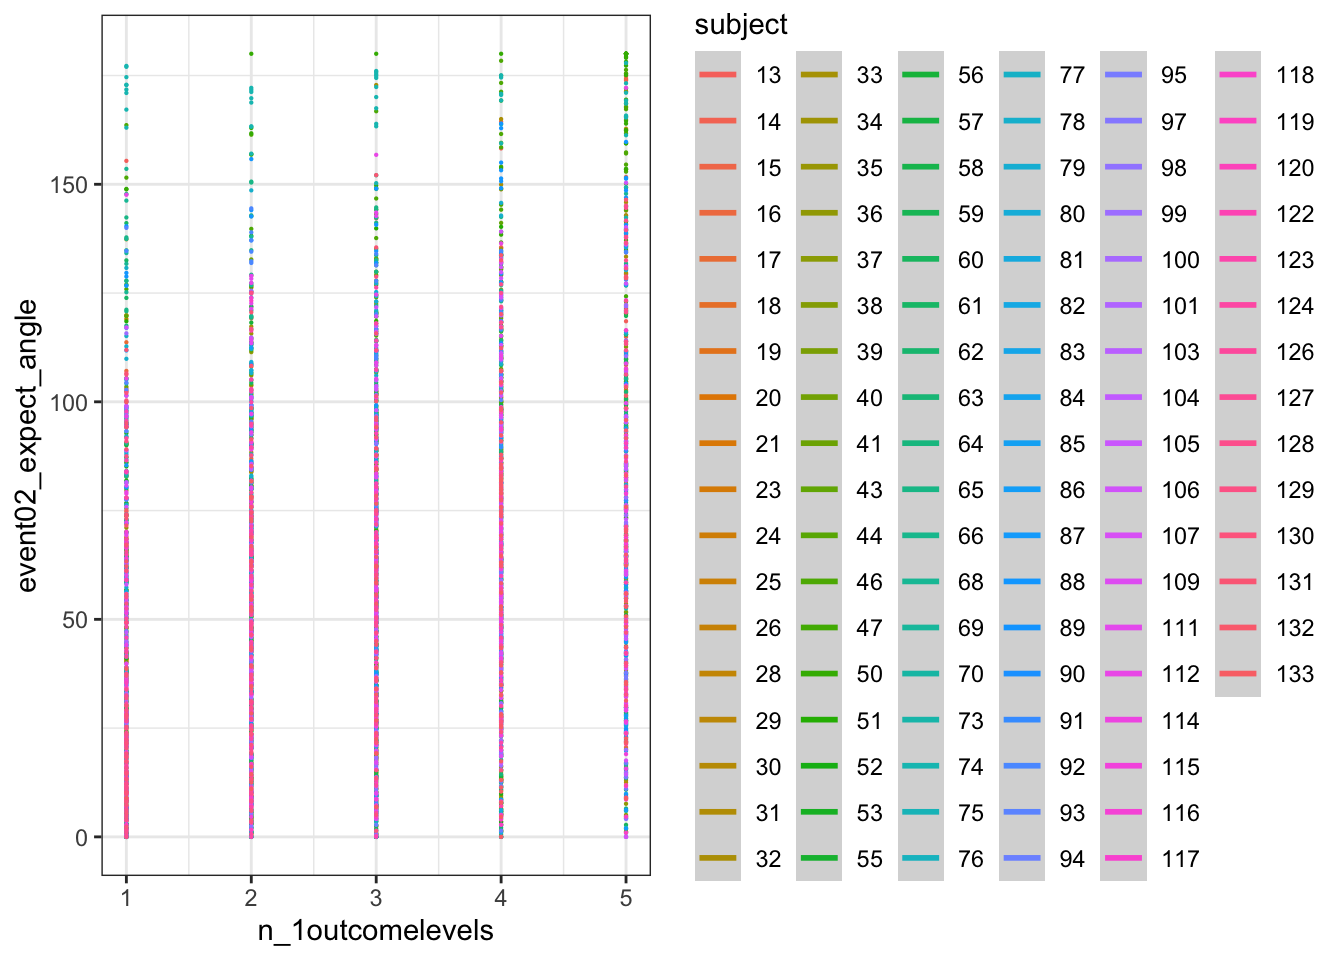 event02_expect_angle
150
100
50
0
1 2 3 4 5
n_1outcomelevels
subject
13 33 56 77 95 118
14 34 57 78 97 119
15 35 58 79 98 120
16 36 59 80 99 122
17 37 60 81 100 123
18 38 61 82 101 124
19 39 62 83 103 126
20 40 63 84 104 127
21 41 64 85 105 128
23 43 65 86 106 129
24 44 66 87 107 130
25 46 68 88 109 131
26 47 69 89 111 132
28 50 70 90 112 133
29 51 73 91 114
30 52 74 92 115
31 53 75 93 116
32 55 76 94 117